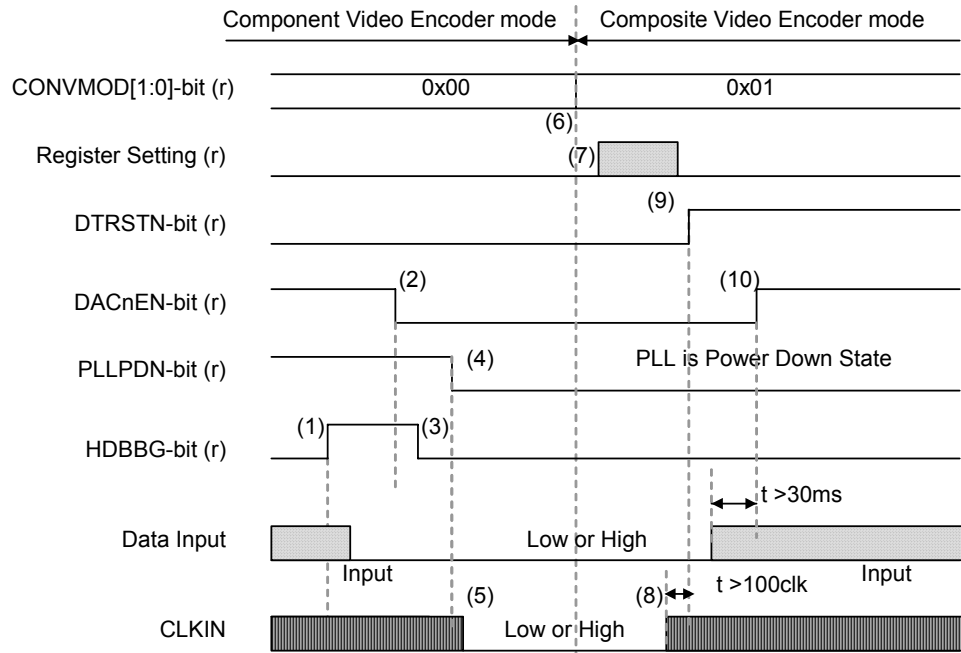 Component Video Encoder mode Composite Video Encoder mode
CONVMOD[1:0]-bit (r) 0x00 0x01
(6)
Register Setting (r) (7)
(9)
DTRSTN-bit (r)
(2) (10)
DACnEN-bit (r)
PLLPDN-bit (r) (4) PLL is Power Down State
(1) (3)
HDBBG-bit (r)
t >30ms
Data Input Low or High
Input Input
(5) (8) t >100clk
CLKIN Low or High